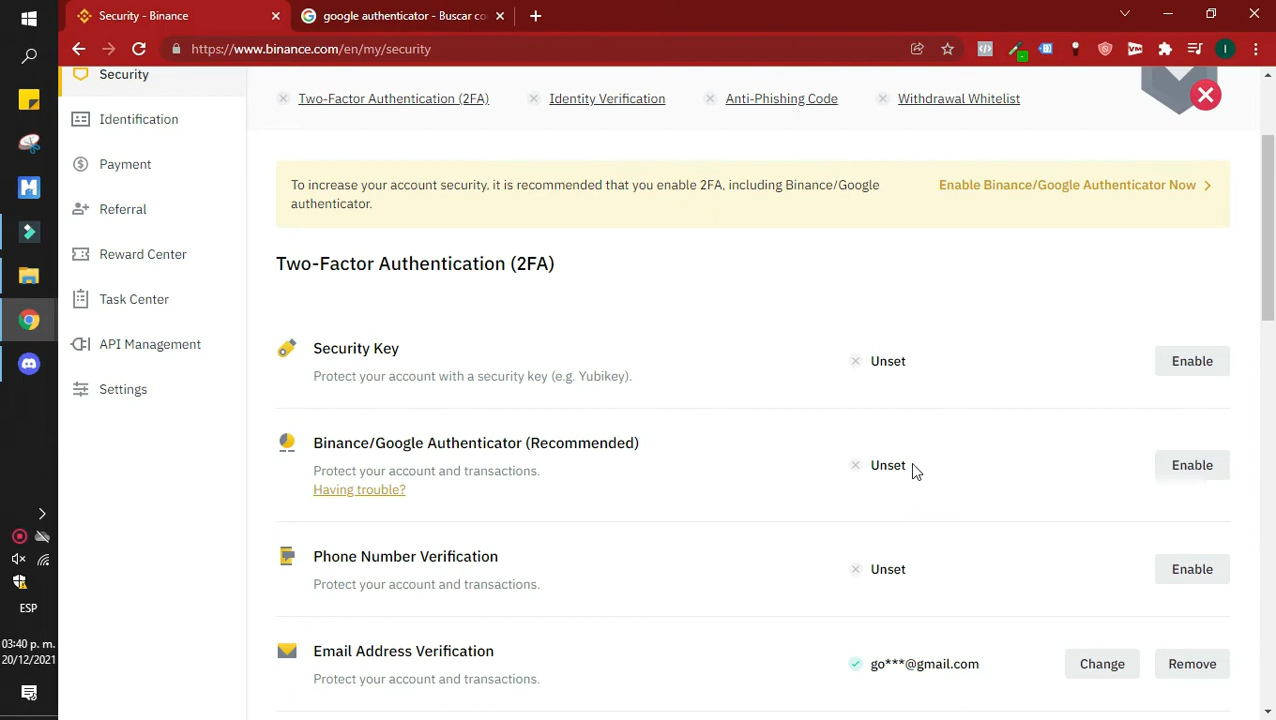 Security - Binance
google authenticator - Buscar co
https://www.binance.com/en/my/security
Security
Identification
Payment
Referral
Reward Center
Task Center
API Management
Settings
Two-Factor Authentication (2FA)
Identity Verification
Anti-Phishing Code
Withdrawal Whitelist
To increase your account security, it is recommended that you enable 2FA, including Binance/Google
authenticator.
Enable Binance/Google Authenticator Now
Two-Factor Authentication (2FA)
Security Key
Protect your account with a security key (e.g. Yubikey).
Unset
Enable
Binance/Google Authenticator (Recommended)
Protect your account and transactions.
Having trouble?
Unset
Enable
Phone Number Verification
Protect your account and transactions.
Unset
Enable
Email Address Verification
Protect your account and transactions.
go***@gmail.com
Change
Remove
ESP
03:40 p. m.
20/12/2021